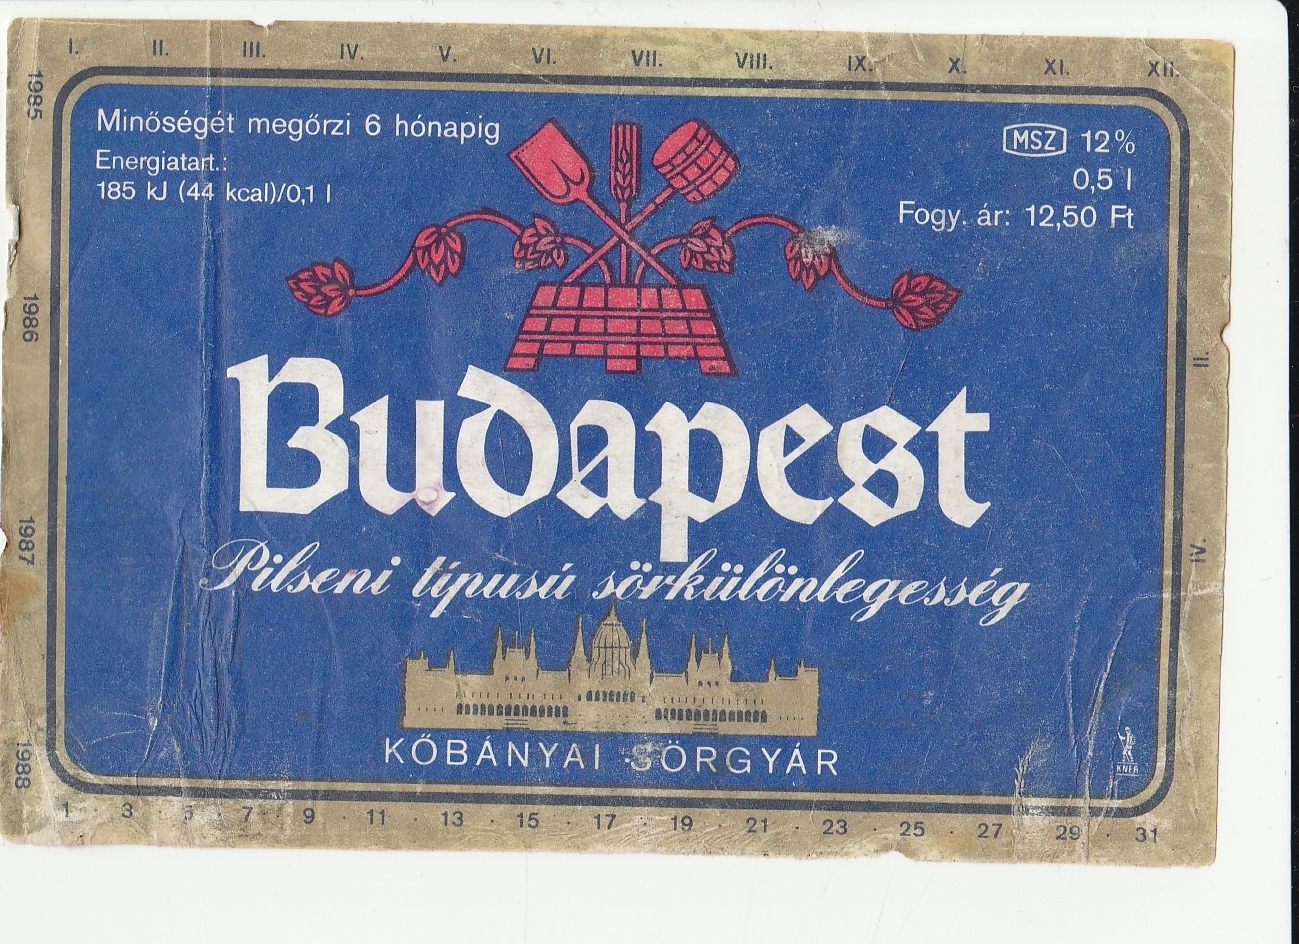 I. II. III. IV. V. VI. VII. VIII. IX. X. XI. XII.
1985
1986
1987
1988
Minőségét megőrzi 6 hónapig
Energiatart.:
185 kJ (44 kcal)/0,1 l
MSZ 12%
0,5 l
Fogy. ár: 12,50 Ft
Budapest
Pilseni típusú sörkülönlegesség
KŐBÁNYAI SÖRGYÁR
KNER
II.
IV.
1 · 3 · 5 · 7 · 9 · 11 · 13 · 15 · 17 · 19 · 21 · 23 · 25 · 27 · 29 · 31